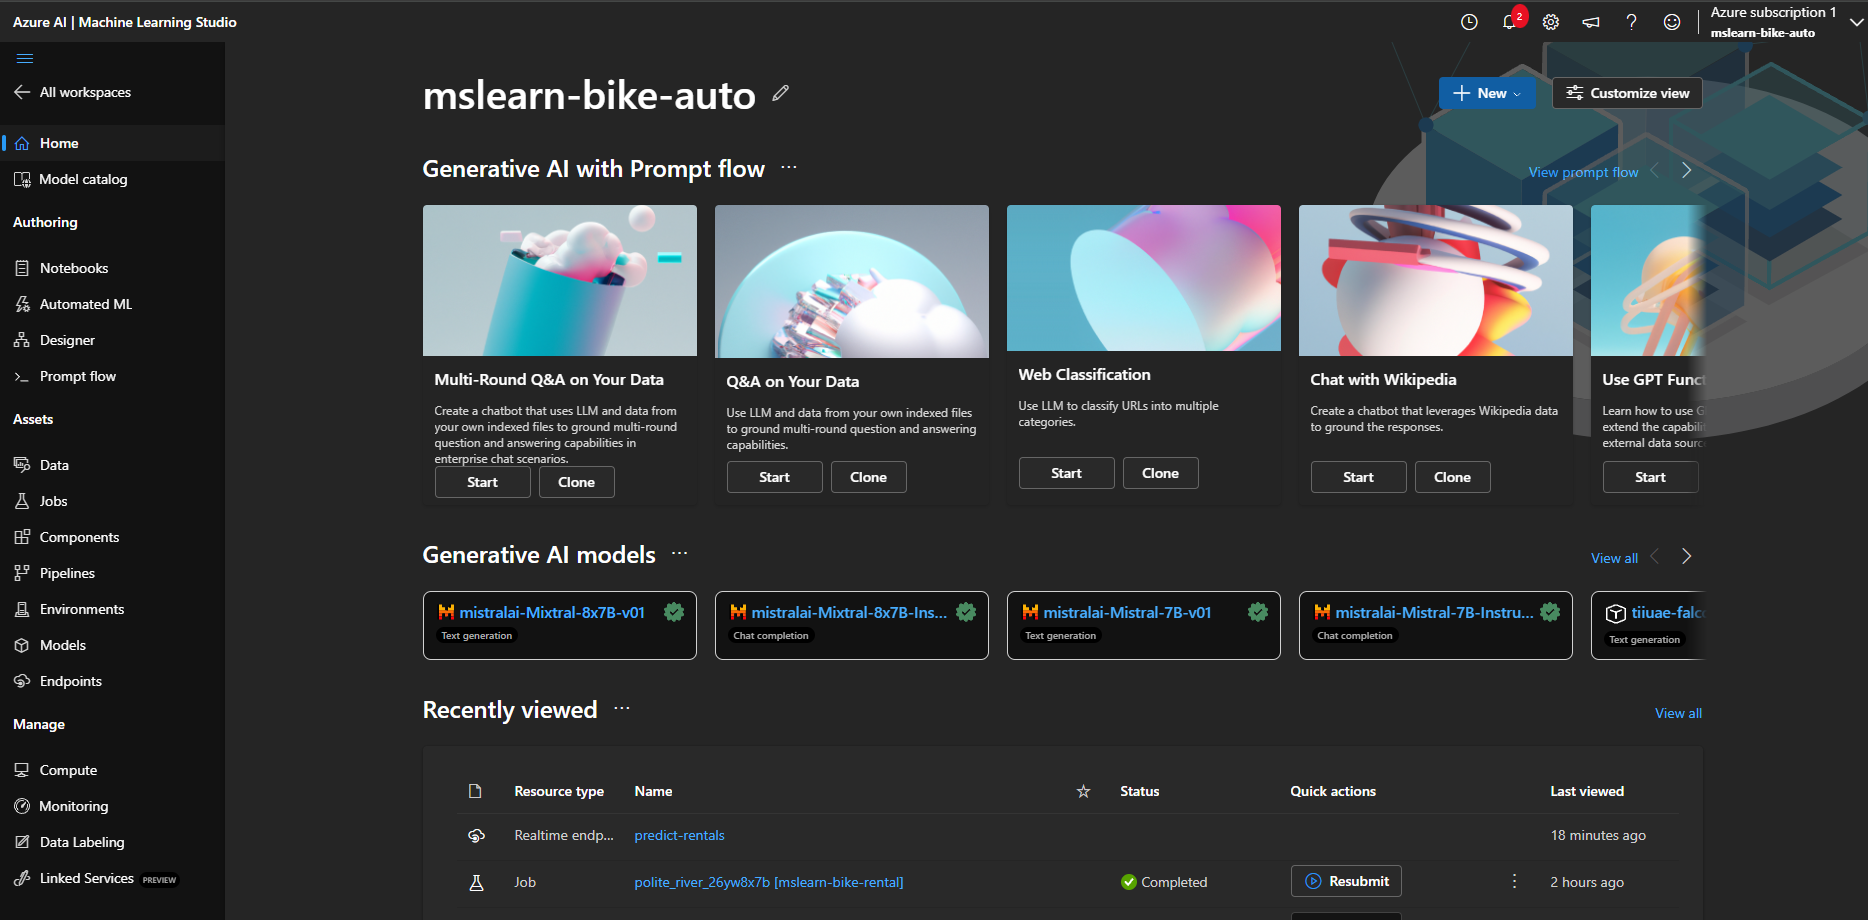 Azure AI | Machine Learning Studio
2
Azure subscription 1
mslearn-bike-auto
All workspaces
Home
Model catalog
Authoring
Notebooks
Automated ML
Designer
Prompt flow
Assets
Data
Jobs
Components
Pipelines
Environments
Models
Endpoints
Manage
Compute
Monitoring
Data Labeling
Linked Services PREVIEW
mslearn-bike-auto
New
Customize view
Generative AI with Prompt flow ...
View prompt flow
Multi-Round Q&A on Your Data
Create a chatbot that uses LLM and data from
your own indexed files to ground multi-round
question and answering capabilities in
enterprise chat scenarios.
Start Clone
Q&A on Your Data
Use LLM and data from your own indexed files
to ground multi-round question and answering
capabilities.
Start Clone
Web Classification
Use LLM to classify URLs into multiple
categories.
Start Clone
Chat with Wikipedia
Create a chatbot that leverages Wikipedia data
to ground the responses.
Start Clone
Use GPT Funct
Learn how to use G
extend the capabili
external data sourc
Start
Generative AI models ...
View all
mistralai-Mixtral-8x7B-v01
Text generation
mistralai-Mixtral-8x7B-Ins...
Chat completion
mistralai-Mistral-7B-v01
Text generation
mistralai-Mistral-7B-Instru...
Chat completion
tiiuae-falc
Text generation
Recently viewed ...
View all
Resource type Name Status Quick actions Last viewed
Realtime endp... predict-rentals 18 minutes ago
Job polite_river_26yw8x7b [mslearn-bike-rental] Completed Resubmit 2 hours ago